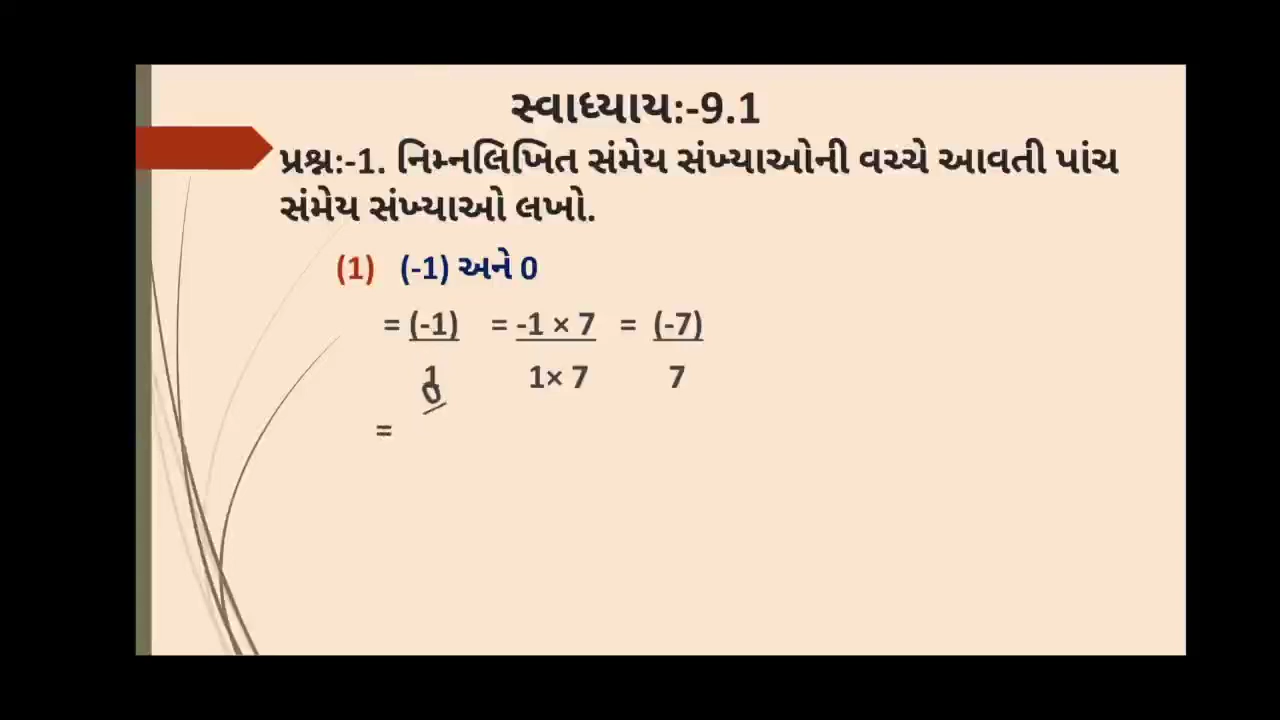 સ્વાધ્યાય:-9.1
પ્રશ્ન:-1. નિમ્નલિખિત સંમેય સંખ્યાઓની વચ્ચે આવતી પાંચ
સંમેય સંખ્યાઓ લખો.
(1) (-1) અને 0
= (-1) = -1 × 7 = (-7)
1 1× 7 7
0
=